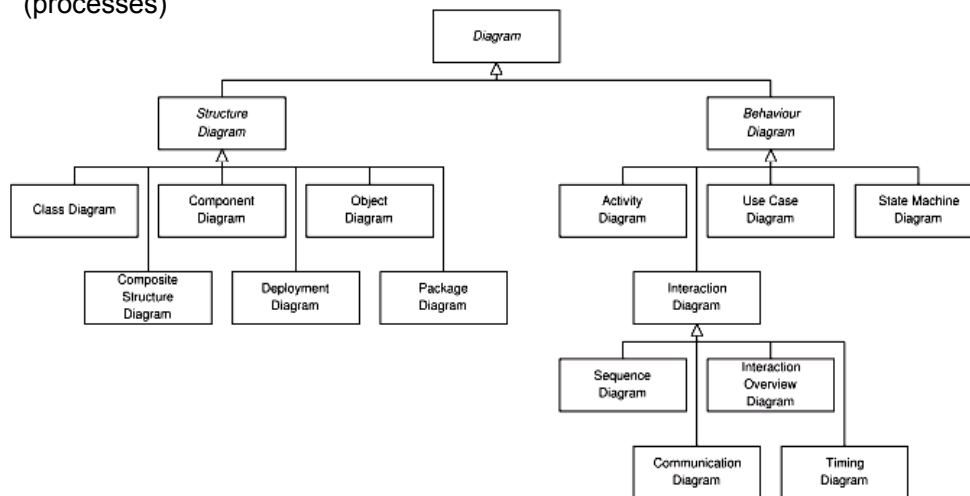 (processes)
Diagram
Structure
Diagram
Behaviour
Diagram
Class Diagram
Component
Diagram
Object
Diagram
Activity
Diagram
Use Case
Diagram
State Machine
Diagram
Composite
Structure
Diagram
Deployment
Diagram
Package
Diagram
Interaction
Diagram
Sequence
Diagram
Interaction
Overview
Diagram
Communication
Diagram
Timing
Diagram